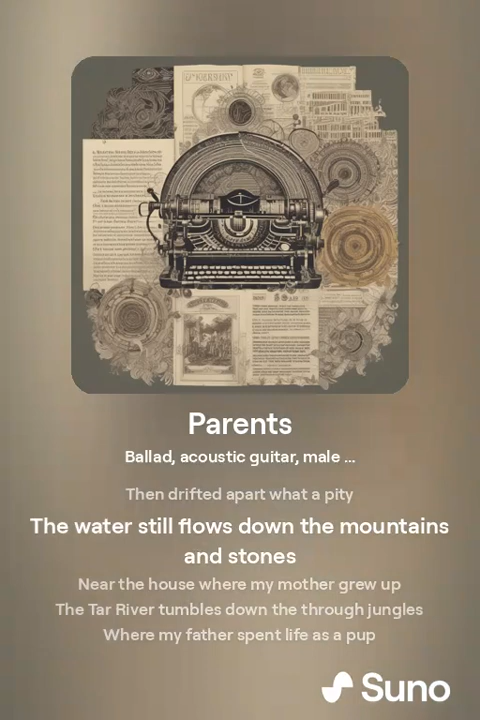 Parents
Ballad, acoustic guitar, male ...
Then drifted apart what a pity
The water still flows down the mountains
and stones
Near the house where my mother grew up
The Tar River tumbles down the through jungles
Where my father spent life as a pup
Suno